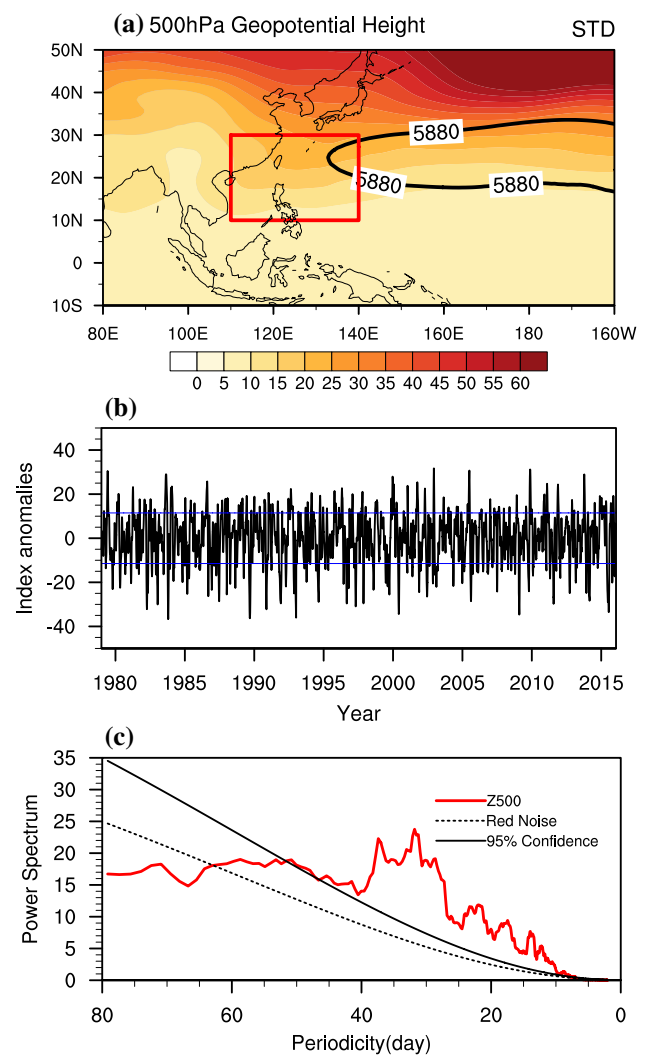 (a) 500hPa Geopotential Height STD
50N
40N
30N
20N
10N
0
10S
5880
5880
5880
80E 100E 120E 140E 160E 180 160W
0 5 10 15 20 25 30 35 40 45 50 55 60
(b)
Index anomalies
40
20
0
-20
-40
1980 1985 1990 1995 2000 2005 2010 2015
Year
(c)
Power Spectrum
35
30
25
20
15
10
5
0
Z500
Red Noise
95% Confidence
80 60 40 20 0
Periodicity(day)